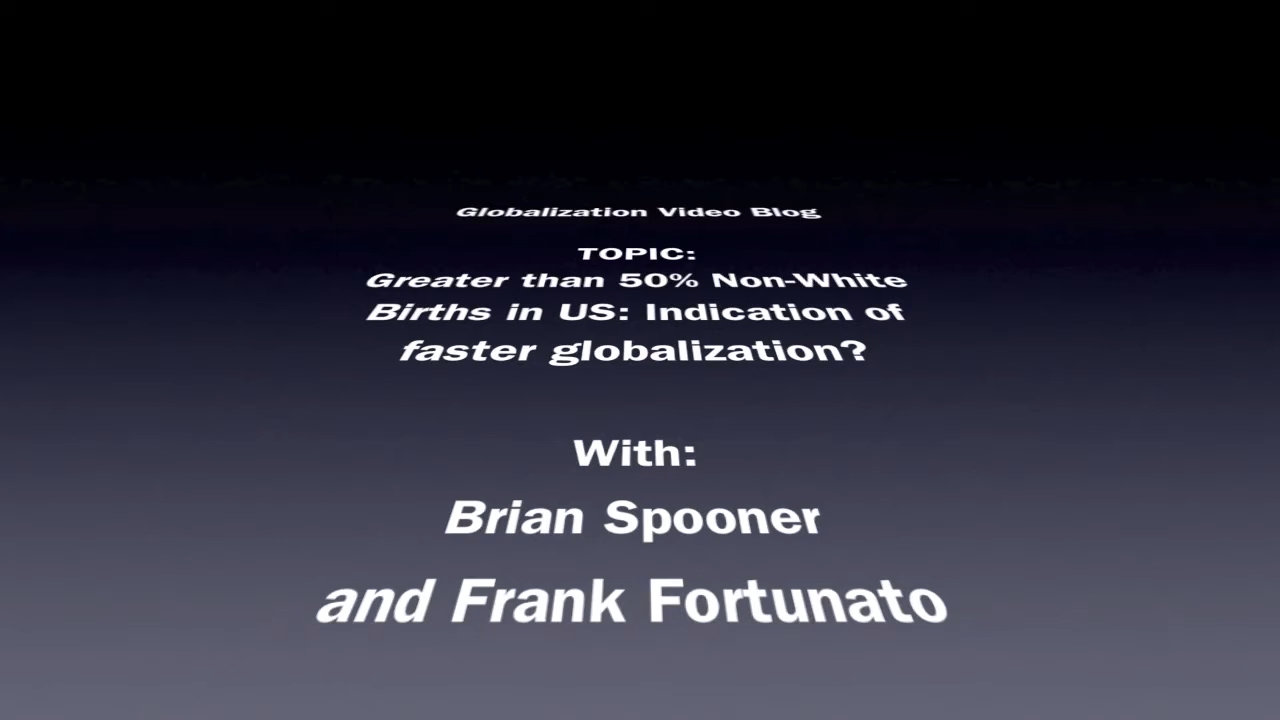 Globalization Video Blog
TOPIC:
Greater than 50% Non-White
Births in US: Indication of
faster globalization?
With:
Brian Spooner
and Frank Fortunato